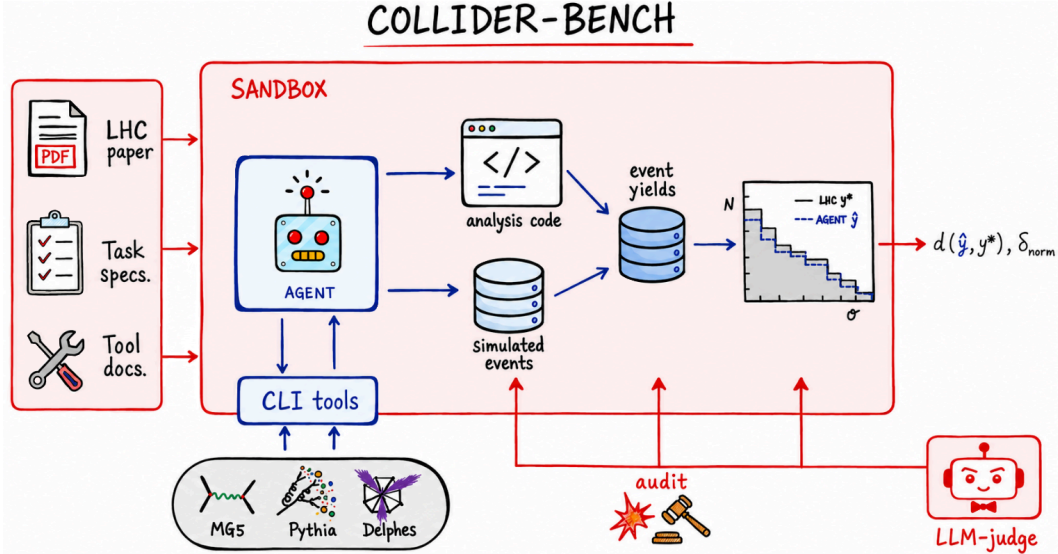 COLLIDER-BENCH
PDF
LHC
paper
Task
specs.
Tool
docs.
SANDBOX
AGENT
CLI tools
MG5
Pythia
Delphes
</>
analysis code
simulated
events
event
yields
N
LHC y*
AGENT ŷ
σ
d(ŷ, y*), δnorm
audit
LLM-judge